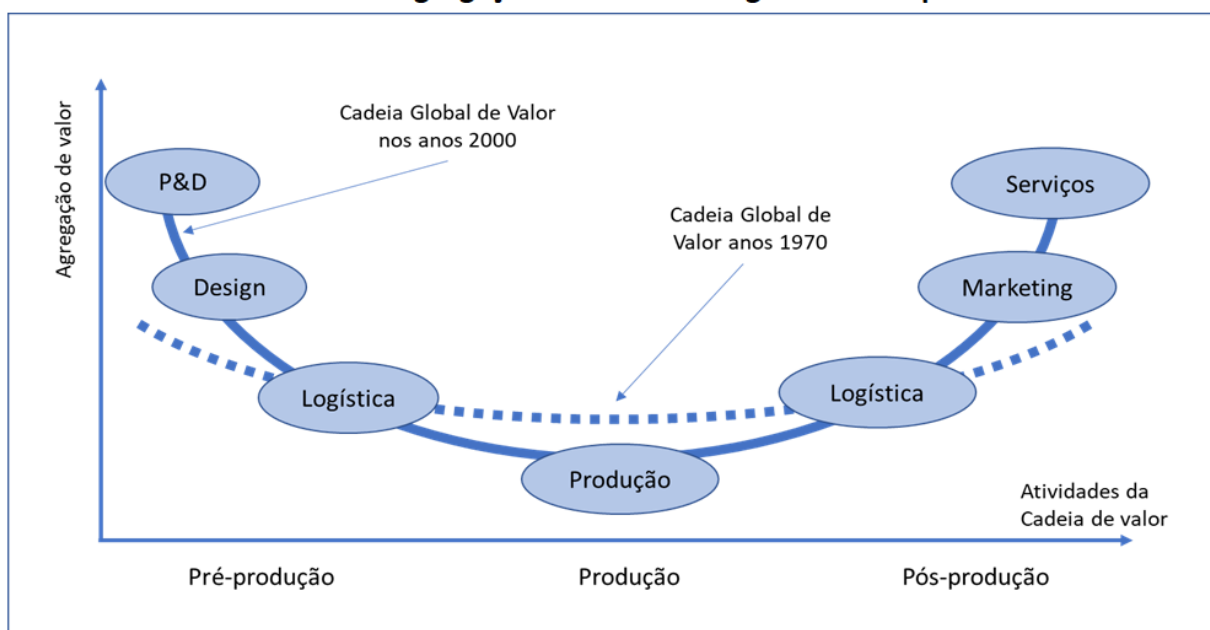 Agregação de valor
Cadeia Global de Valor
nos anos 2000
P&D
Serviços
Cadeia Global de
Valor anos 1970
Design
Marketing
Logística
Logística
Produção
Atividades da
Cadeia de valor
Pré-produção
Produção
Pós-produção